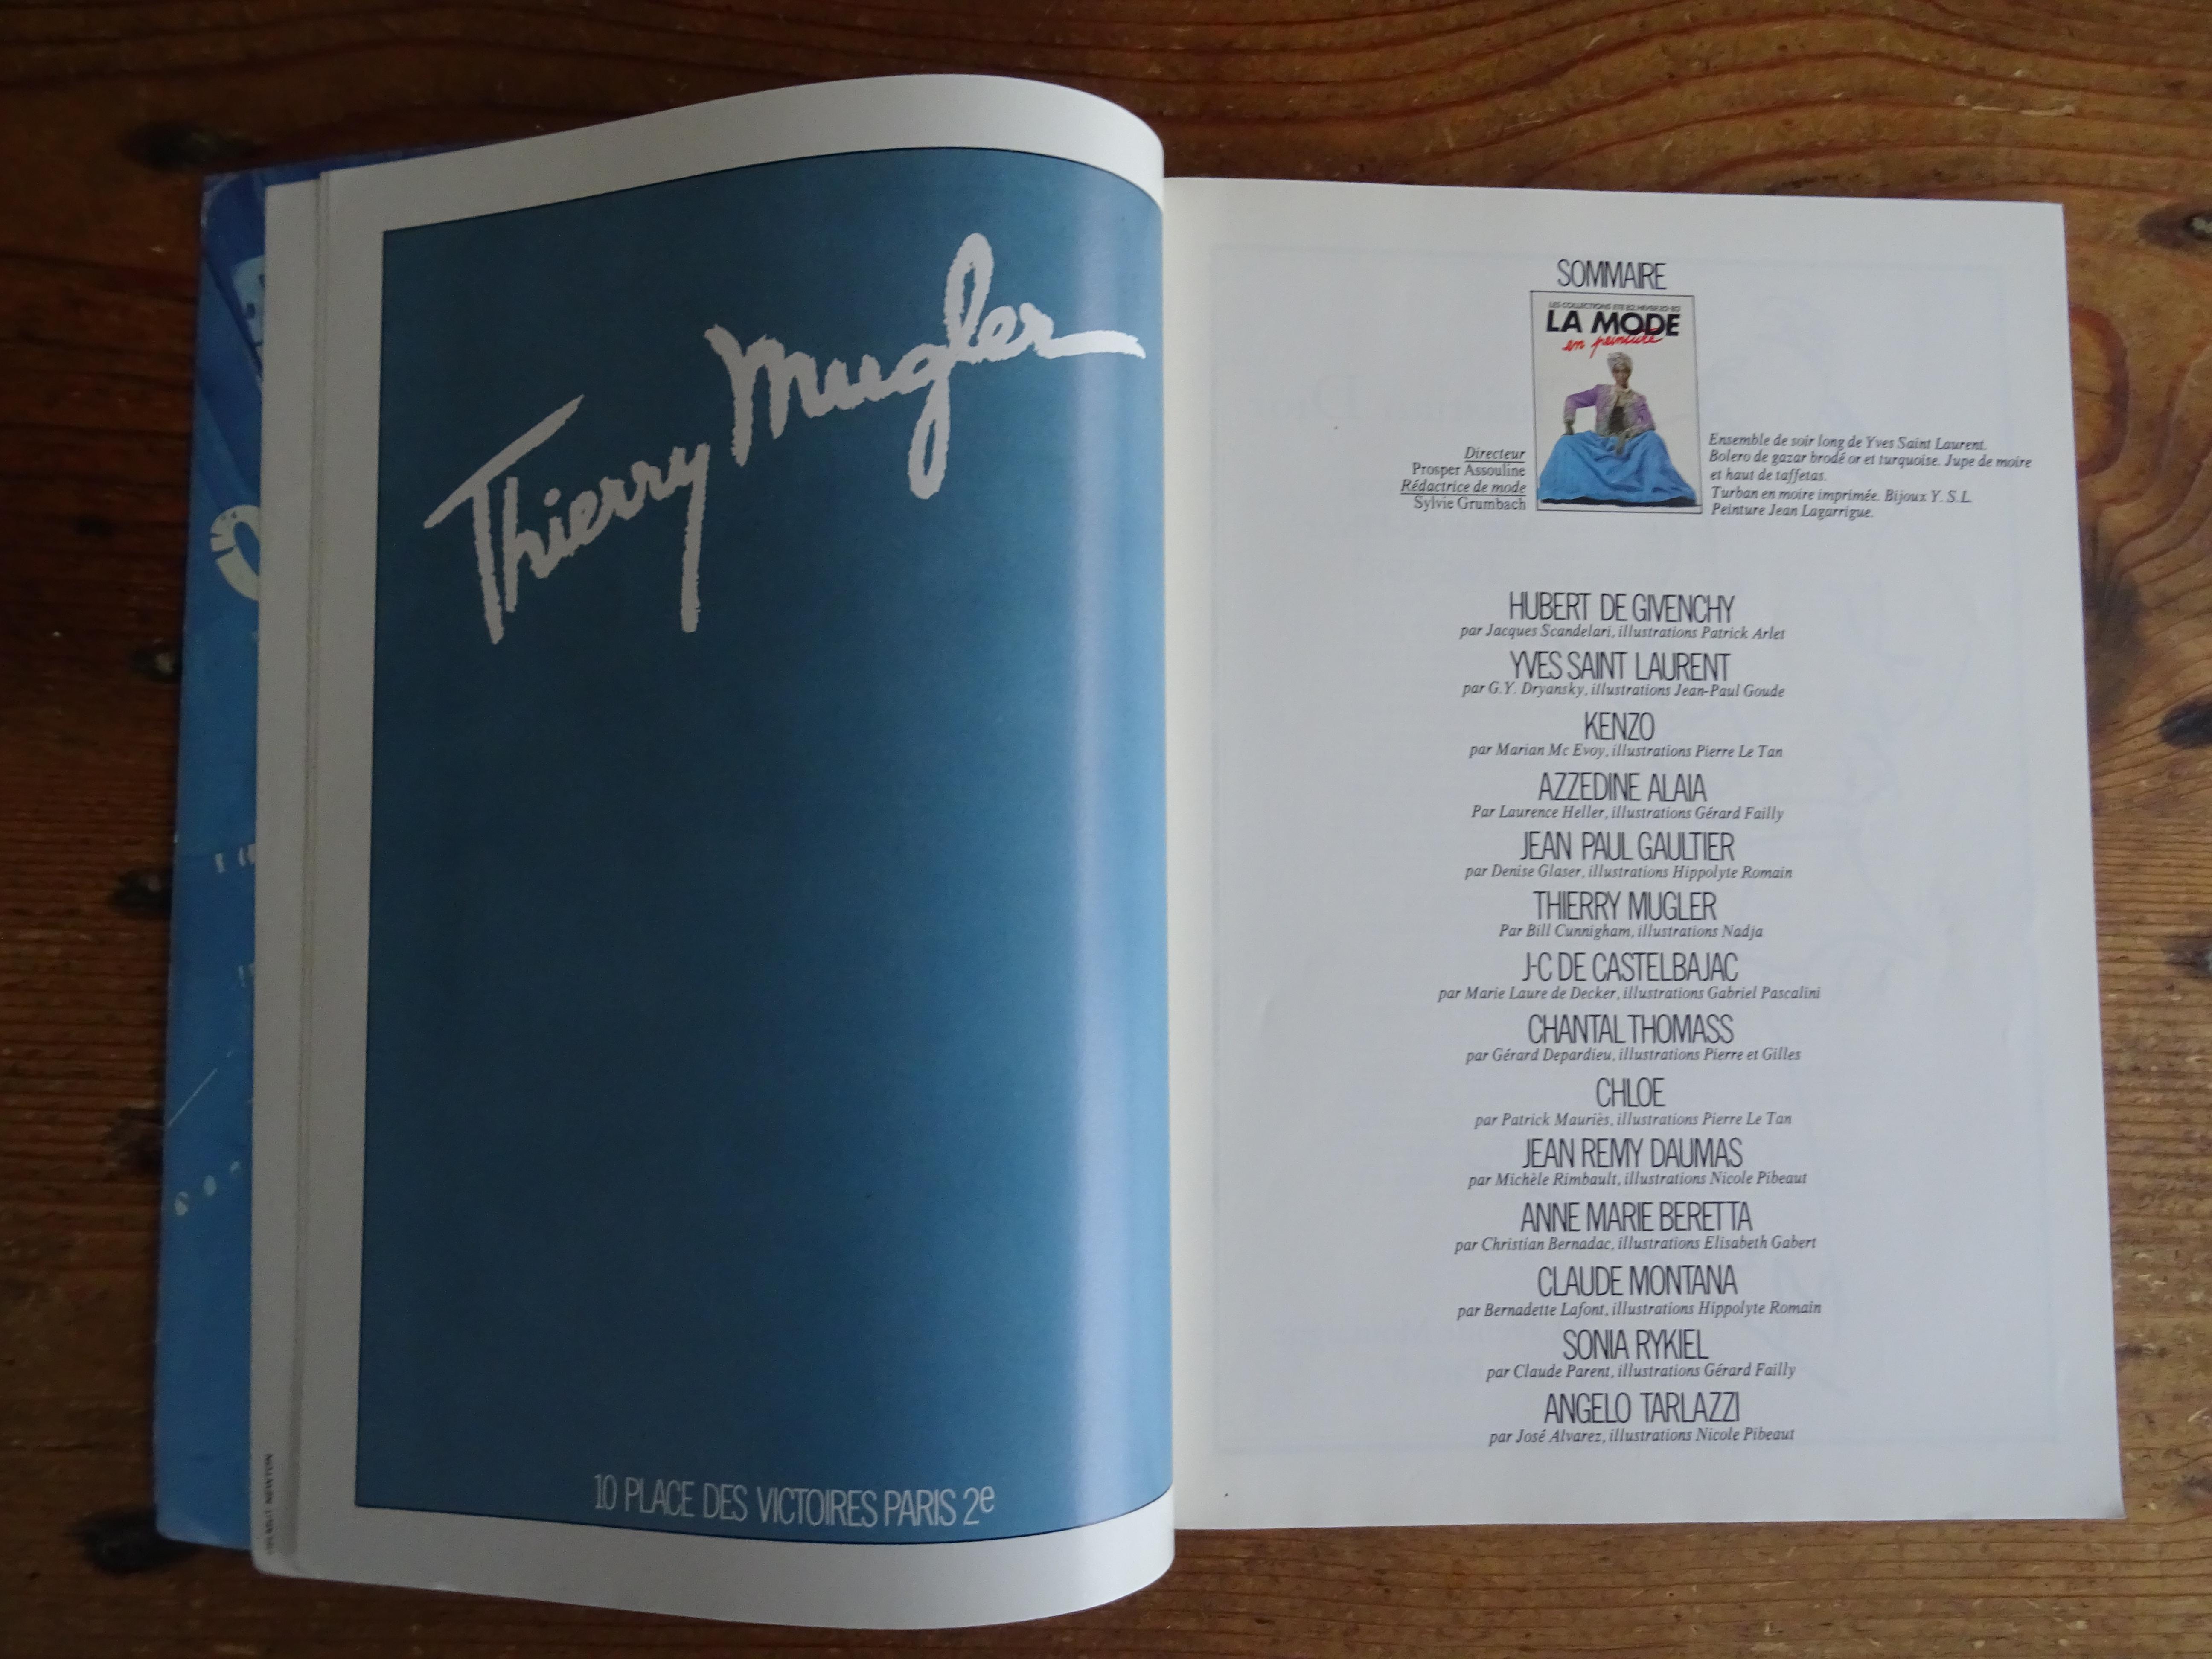 Thierry Mugler
10 PLACE DES VICTOIRES PARIS 2e
SOMMAIRE
LA MODE
en peinture
Directeur
Prosper Assouline
Rédactrice de mode
Sylvie Grumbach
Ensemble de soir long de Yves Saint Laurent.
Bolero de gazar brodé or et turquoise. Jupe de moire
et haut de taffetas.
Turban en moire imprimée. Bijoux Y. S.L.
Peinture Jean Lagarrigue.
HUBERT DE GIVENCHY
par Jacques Scandelari, illustrations Patrick Arlet
YVES SAINT LAURENT
par G.Y. Dryansky, illustrations Jean-Paul Goude
KENZO
par Marian Mc Evoy, illustrations Pierre Le Tan
AZZEDINE ALAIA
Par Laurence Heller, illustrations Gérard Failly
JEAN PAUL GAULTIER
par Denise Glaser, illustrations Hippolyte Romain
THIERRY MUGLER
Par Bill Cunnigham, illustrations Nadja
J-C DE CASTELBAJAC
par Marie Laure de Decker, illustrations Gabriel Pascalini
CHANTAL THOMASS
par Gérard Depardieu, illustrations Pierre et Gilles
CHLOE
par Patrick Mauriès, illustrations Pierre Le Tan
JEAN REMY DAUMAS
par Michèle Rimbault, illustrations Nicole Pibeaut
ANNE MARIE BERETTA
par Christian Bernadac, illustrations Elisabeth Gabert
CLAUDE MONTANA
par Bernadette Lafont, illustrations Hippolyte Romain
SONIA RYKIEL
par Claude Parent, illustrations Gérard Failly
ANGELO TARLAZZI
par José Alvarez, illustrations Nicole Pibeaut